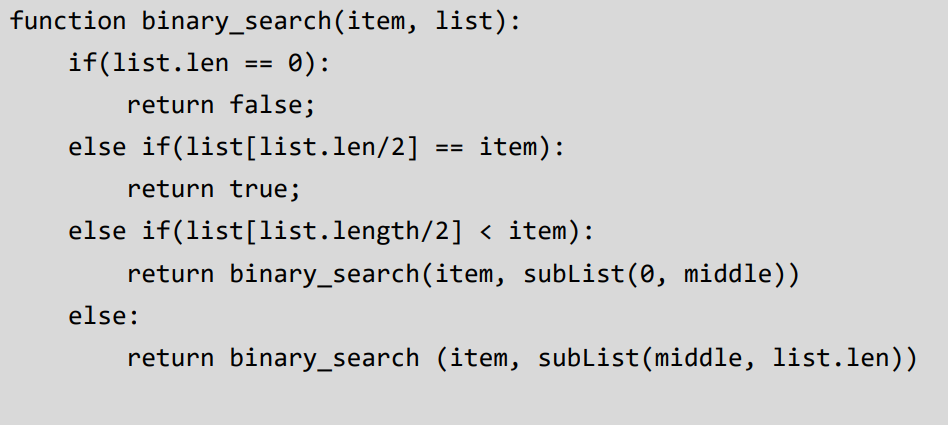 function binary_search(item, list):
    if(list.len == 0):
        return false;
    else if(list[list.len/2] == item):
        return true;
    else if(list[list.length/2] < item):
        return binary_search(item, subList(0, middle))
    else:
        return binary_search (item, subList(middle, list.len))